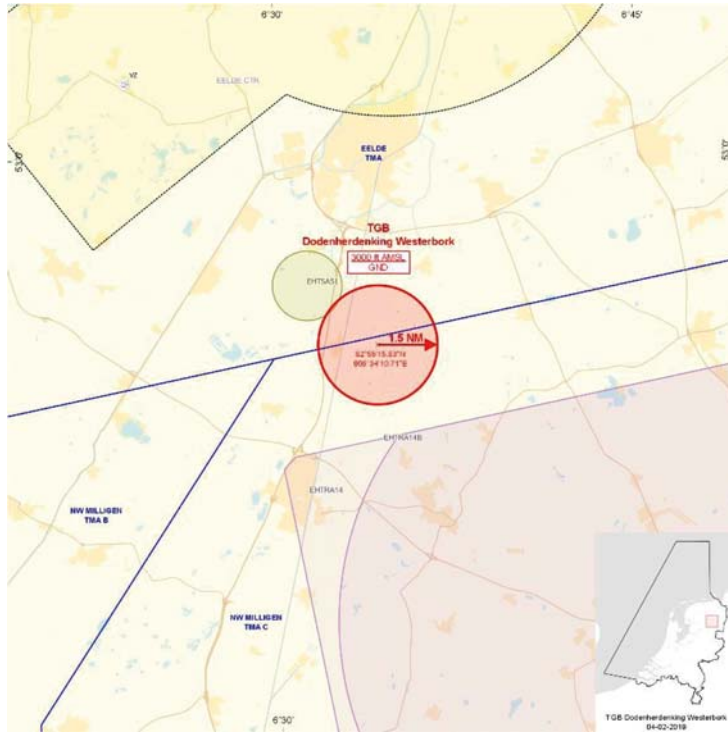 6°30'
6°45'
V2
EELDE CTR
53°0'
53°0'
EELDE
TMA
TGB
Dodenherdenking Westerbork
3000 ft AMSL
GND
EHTSA51
1.5 NM
EHTRA14B
EHTRA14
NW MILLIGEN
TMA B
NW MILLIGEN
TMA C
6°30'
TGB Dodenherdenking Westerbork
04-02-2019